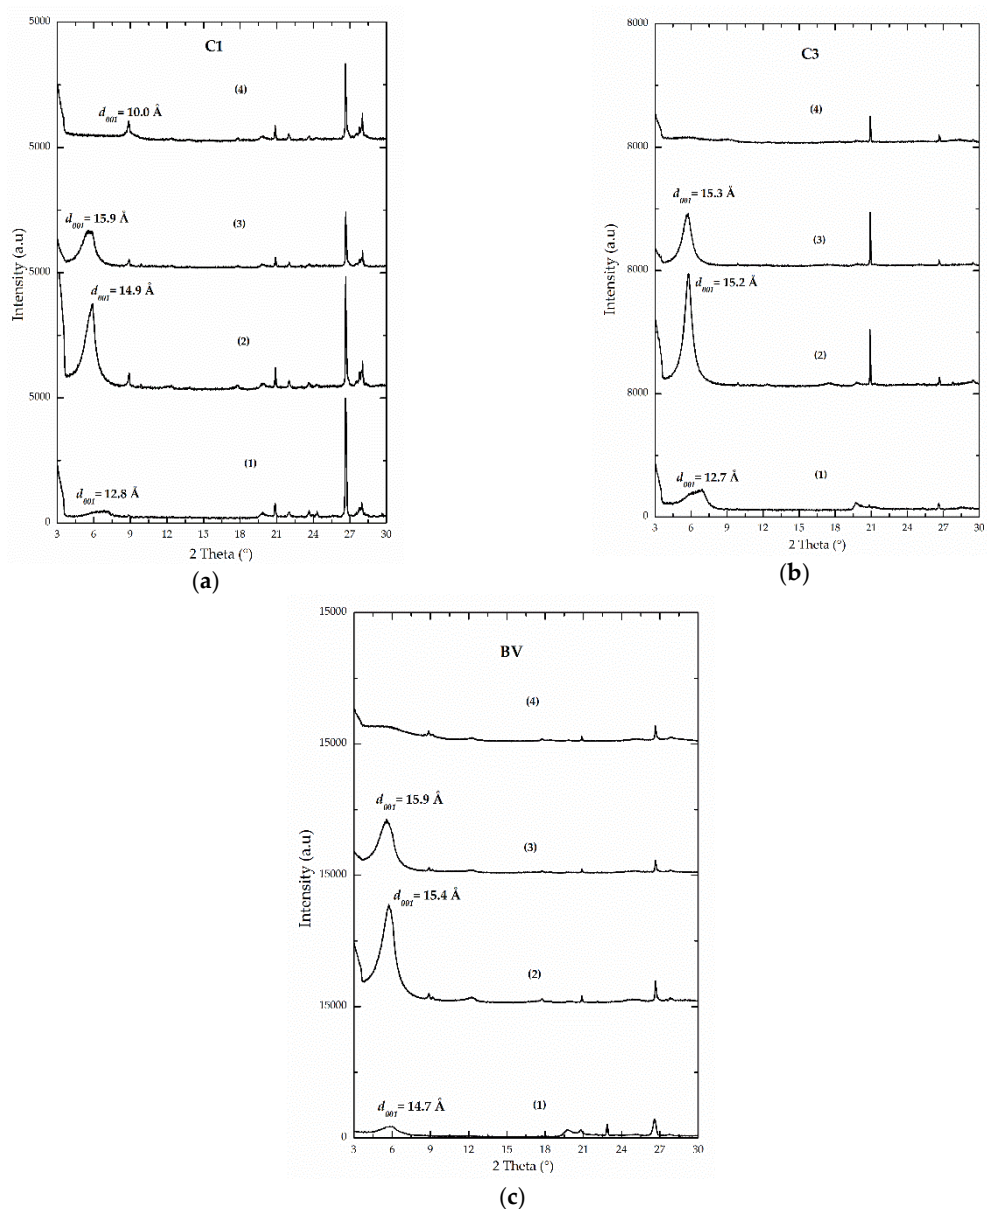 C1
5000
(4)
d001= 10.0 Å
5000
d001= 15.9 Å
(3)
5000
d001= 14.9 Å
(2)
5000
(1)
d001= 12.8 Å
0
3 6 9 12 15 18 21 24 27 30
2 Theta (°)
Intensity (a.u)
(a)
8000
C3
(4)
8000
d001= 15.3 Å
(3)
8000
d001= 15.2 Å
(2)
8000
(1)
d001= 12.7 Å
0
3 6 9 12 15 18 21 24 27 30
2 Theta (°)
Intensity (a.u)
(b)
15000
BV
(4)
15000
d001= 15.9 Å
(3)
15000
d001= 15.4 Å
(2)
15000
d001= 14.7 Å
(1)
0
3 6 9 12 15 18 21 24 27 30
2 Theta (°)
Intensity (a.u)
(c)